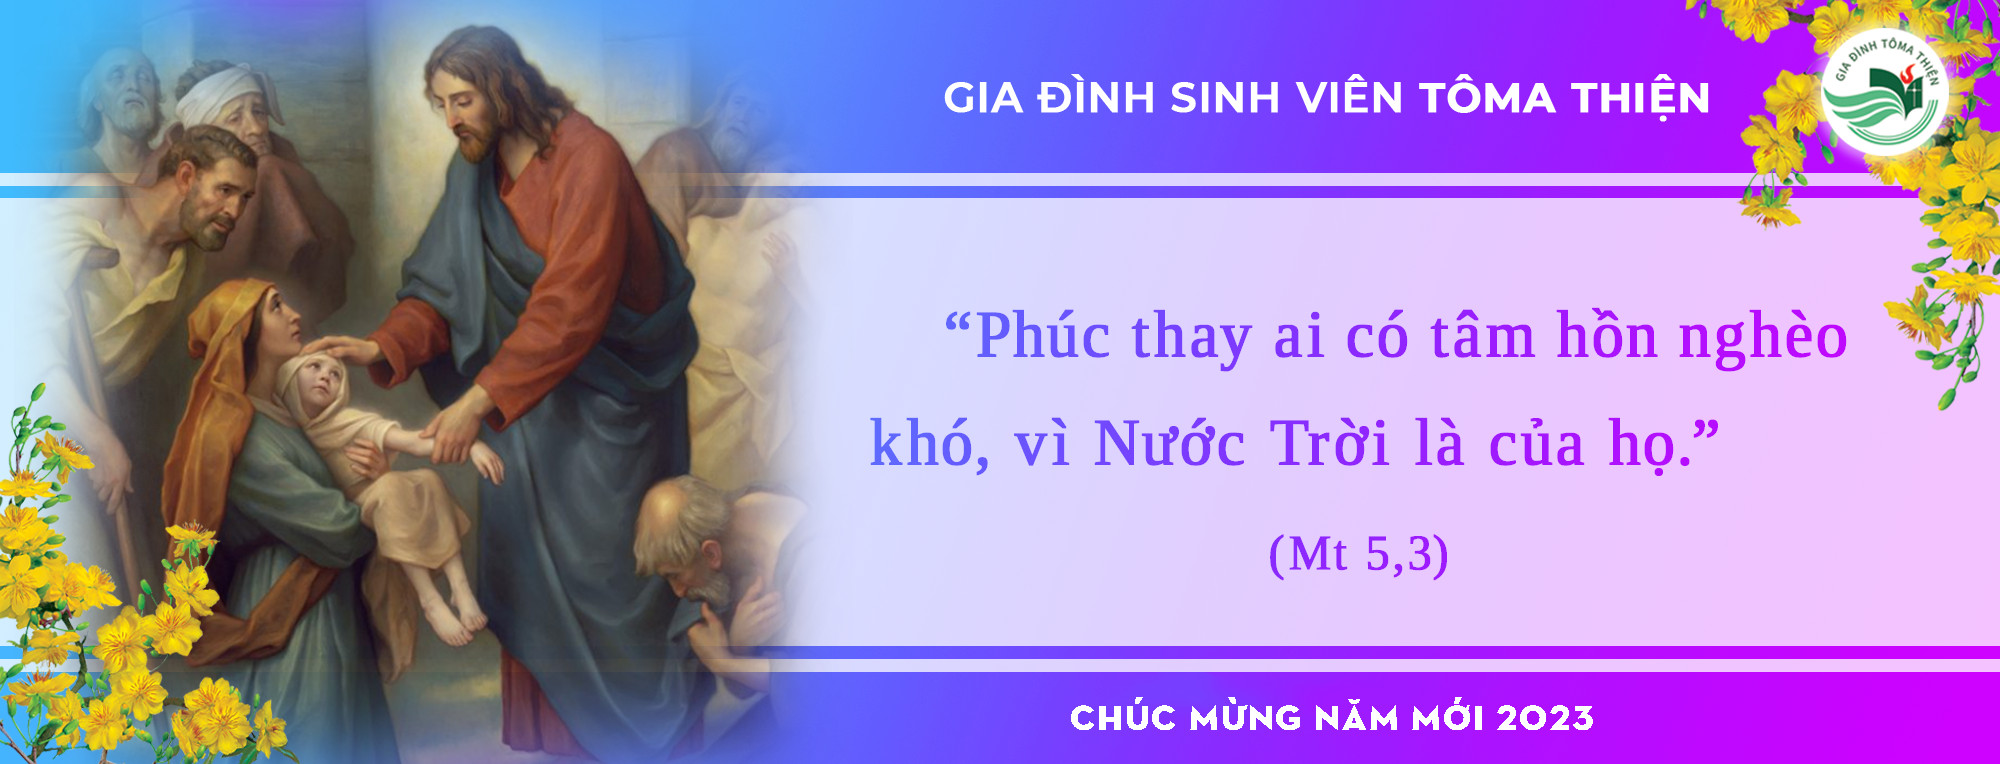 GIA ĐÌNH SINH VIÊN TÔMA THIỆN
GIA ĐÌNH TÔMA THIỆN
“Phúc thay ai có tâm hồn nghèo
khó, vì Nước Trời là của họ.”
(Mt 5,3)
CHÚC MỪNG NĂM MỚI 2023